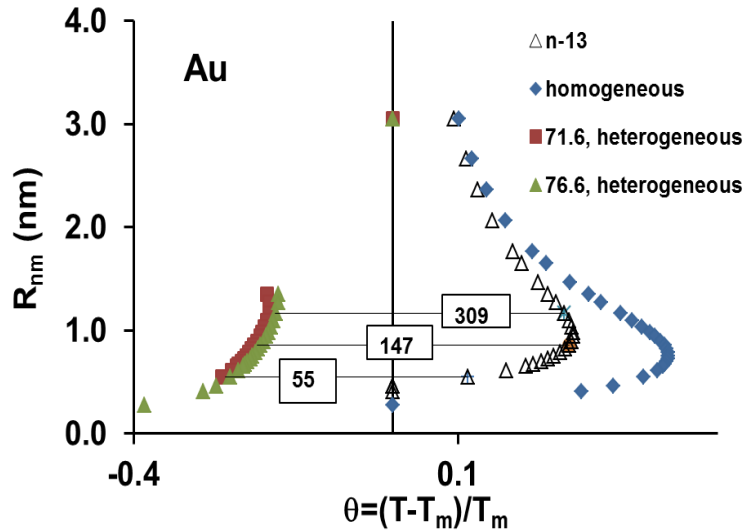 4.0
Au
n-13
homogeneous
71.6, heterogeneous
76.6, heterogeneous
3.0
2.0
1.0
0.0
R nm (nm)
309
147
55
-0.4
0.1
θ=(T-Tm)/Tm